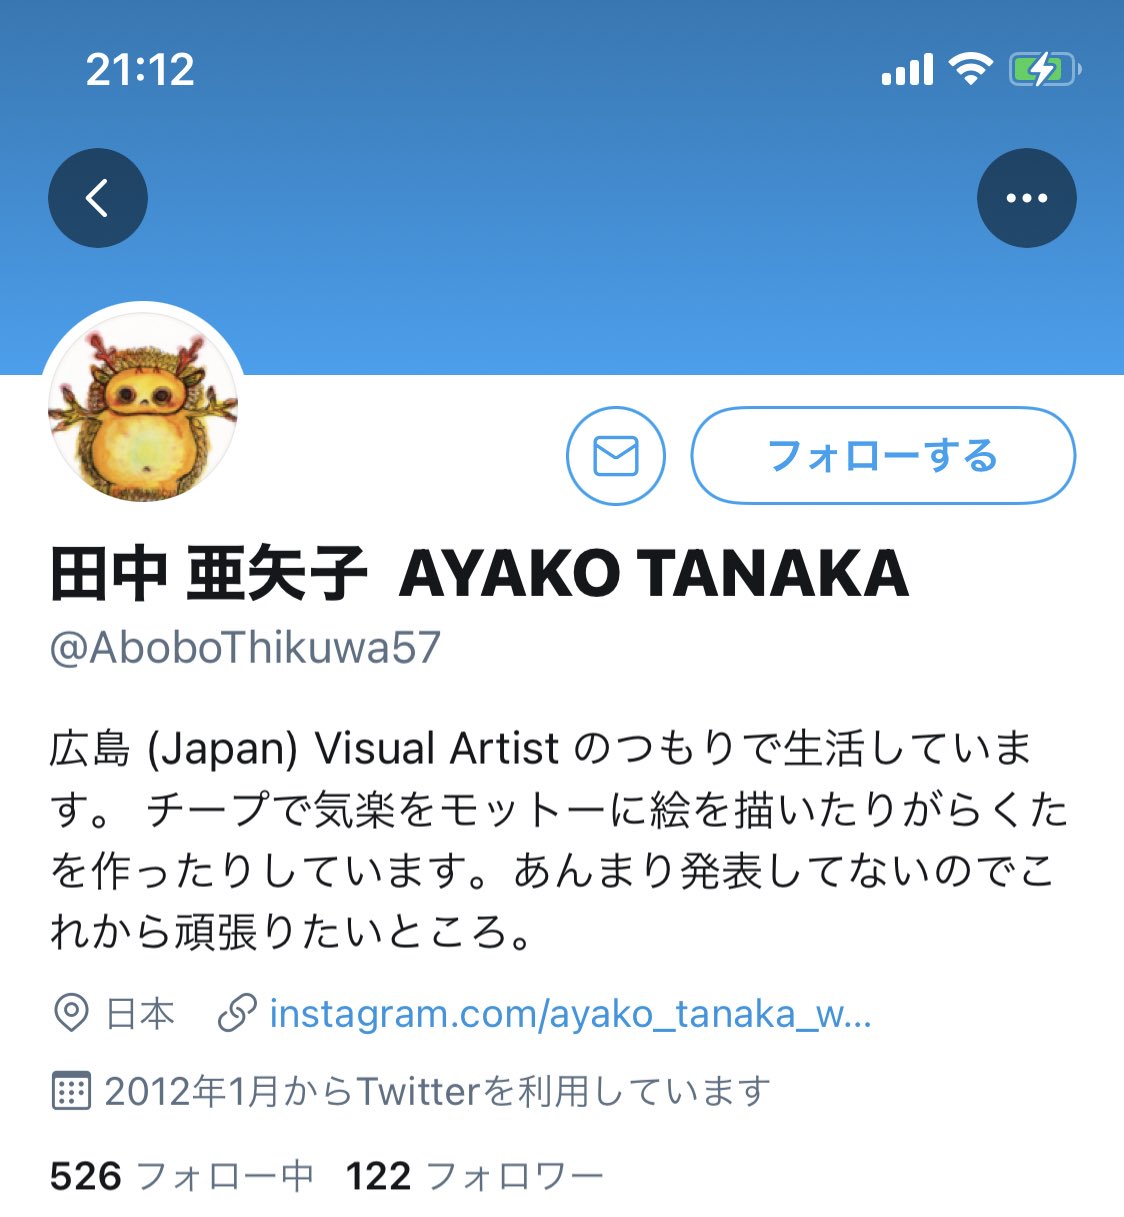 21:12
フォローする
田中 亜矢子 AYAKO TANAKA
@AboboThikuwa57
広島 (Japan) Visual Artist のつもりで生活していま
す。 チープで気楽をモットーに絵を描いたりがらくた
を作ったりしています。あんまり発表してないのでこ
れから頑張りたいところ。
日本 instagram.com/ayako_tanaka_w...
2012年1月からTwitterを利用しています
526 フォロー中 122 フォロワー